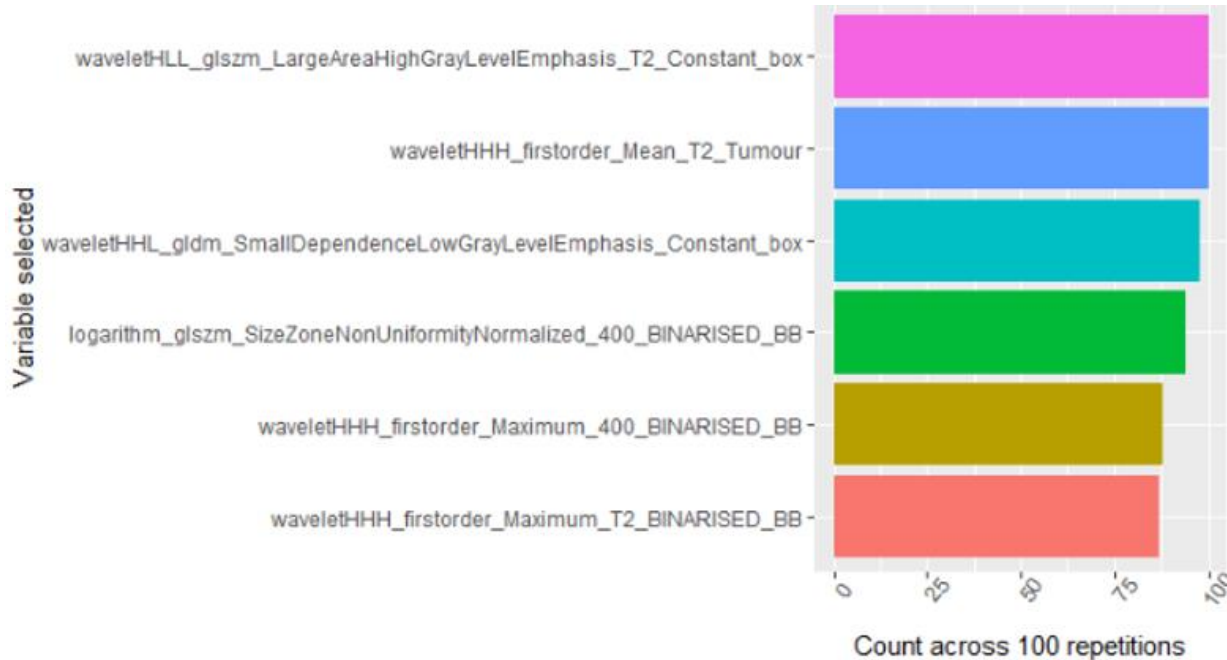 waveletHLL_glszm_LargeAreaHighGrayLevelEmphasis_T2_Constant_box
waveletHHH_firstorder_Mean_T2_Tumour
waveletHHL_gldm_SmallDependenceLowGrayLevelEmphasis_Constant_box
logarithm_glszm_SizeZoneNonUniformityNormalized_400_BINARISED_BB
waveletHHH_firstorder_Maximum_400_BINARISED_BB
waveletHHH_firstorder_Maximum_T2_BINARISED_BB
Variable selected
0 25 50 75 100
Count across 100 repetitions